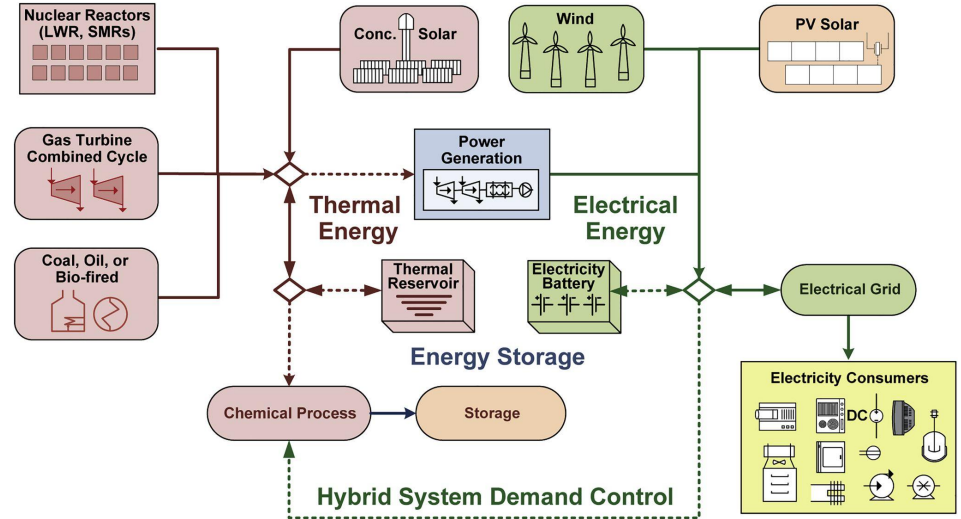 Nuclear Reactors
(LWR, SMRs)
Conc. Solar
Wind
PV Solar
Gas Turbine
Combined Cycle
Power
Generation
Thermal
Energy
Electrical
Energy
Coal, Oil, or
Bio-fired
Thermal
Reservoir
Electricity
Battery
Electrical Grid
Energy Storage
Electricity Consumers
DC
Chemical Process
Storage
Hybrid System Demand Control